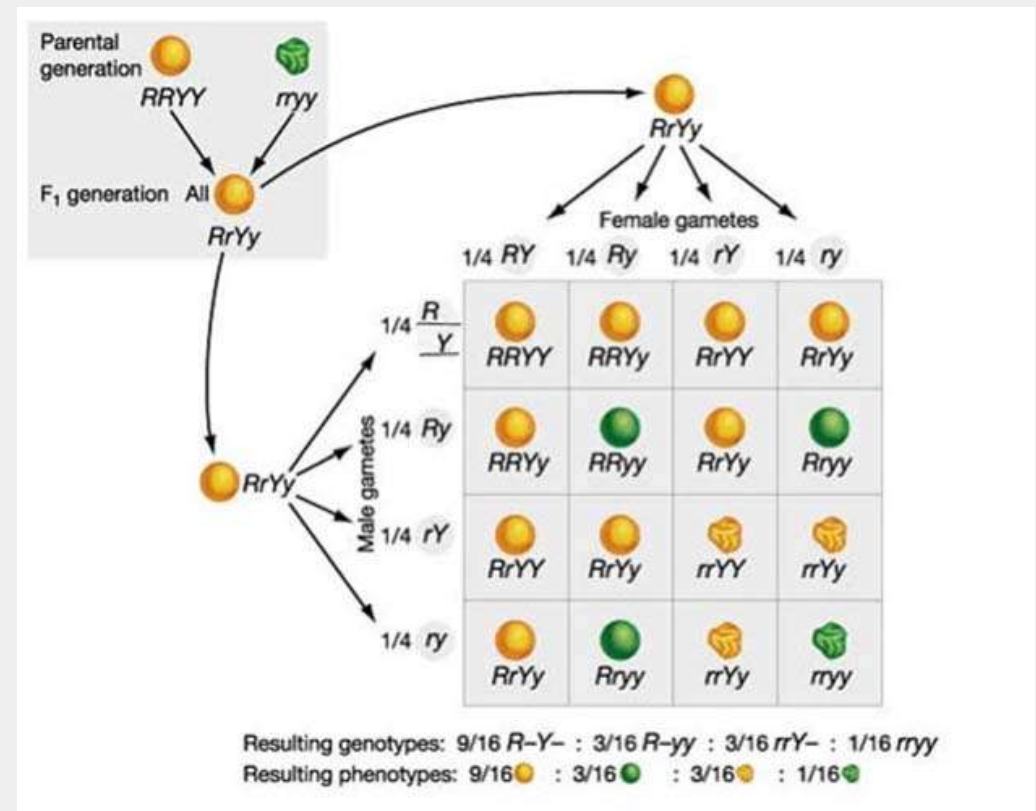 Parental
generation
RRYY rryy
F₁ generation All
RrYy
RrYy
Female gametes
1/4 RY 1/4 Ry 1/4 rY 1/4 ry
Male gametes
RrYy
1/4 R
Y
RRYY RRYy RrYY RrYy
1/4 Ry
RRYy RRyy RrYy Rryy
1/4 rY
RrYY RrYy rrYY rrYy
1/4 ry
RrYy Rryy rrYy rryy
Resulting genotypes: 9/16 R–Y– : 3/16 R–yy : 3/16 rrY– : 1/16 rryy
Resulting phenotypes: 9/16 : 3/16 : 3/16 : 1/16